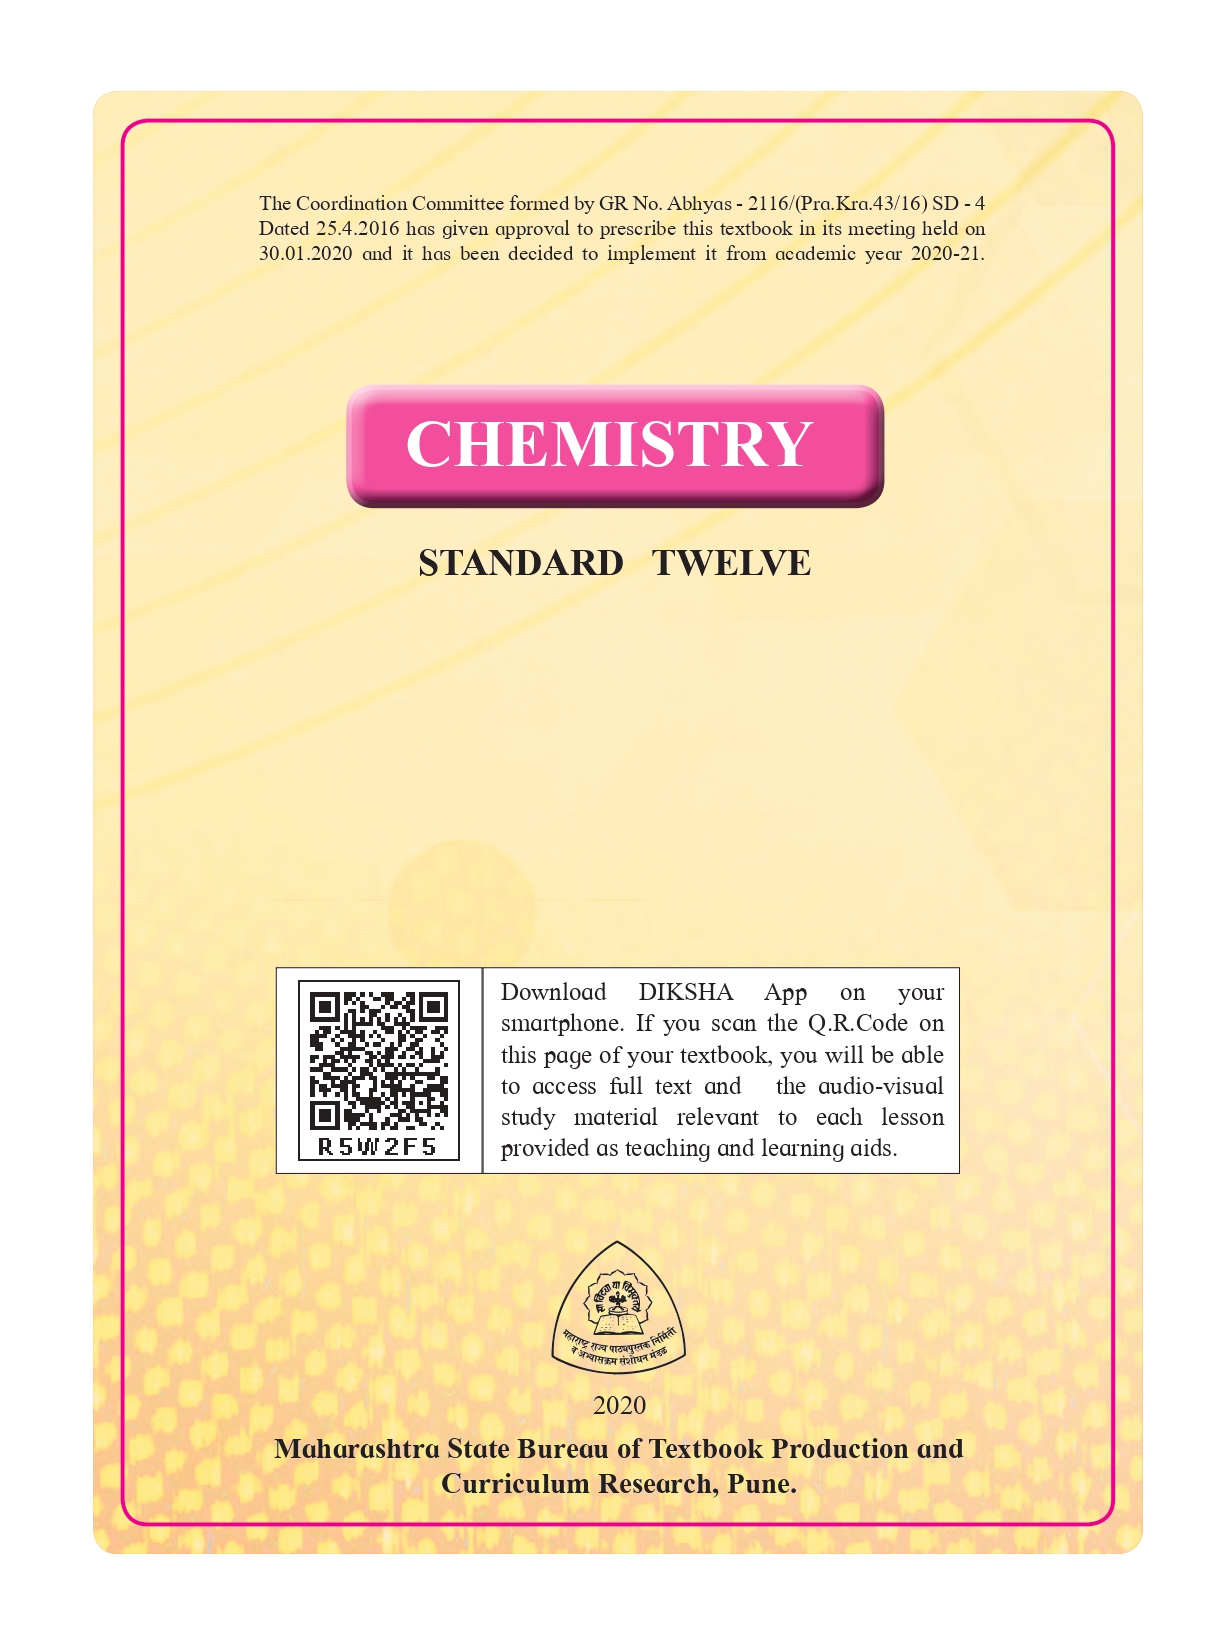 The Coordination Committee formed by GR No. Abhyas - 2116/(Pra.Kra.43/16) SD - 4
Dated 25.4.2016 has given approval to prescribe this textbook in its meeting held on
30.01.2020 and it has been decided to implement it from academic year 2020-21.
CHEMISTRY
STANDARD TWELVE
Download DIKSHA App on your
smartphone. If you scan the Q.R.Code on
this page of your textbook, you will be able
to access full text and the audio-visual
study material relevant to each lesson
provided as teaching and learning aids.
R5W2F5
सा विद्या या विमुक्तये
महाराष्ट्र राज्य पाठ्यपुस्तक निर्मिती
व अभ्यासक्रम संशोधन मंडळ
2020
Maharashtra State Bureau of Textbook Production and
Curriculum Research, Pune.